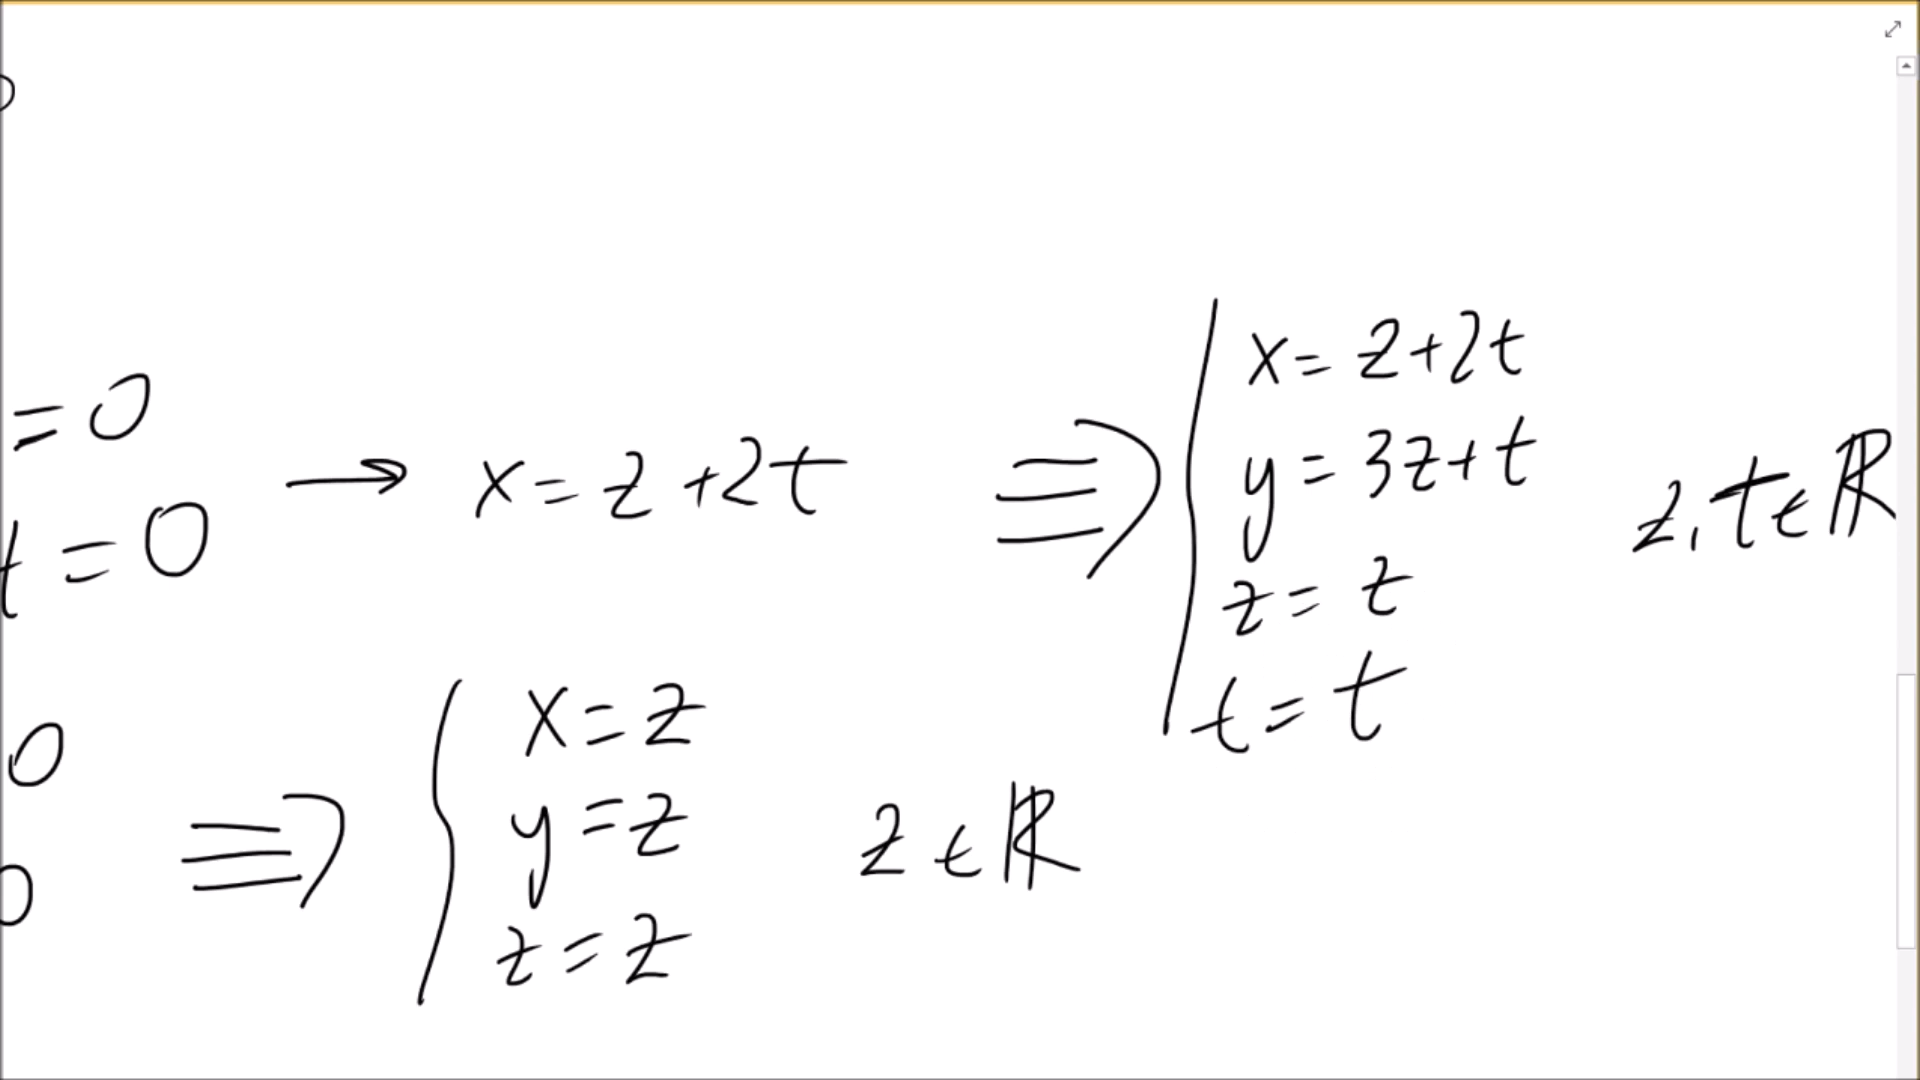 = 0
t = 0
→ x = z + 2t ⇒
x = z + 2t
y = 3z + t
z = z
t = t
z, t ∈ ℝ
0
0
⇒
x = z
y = z
z = z
z ∈ ℝ